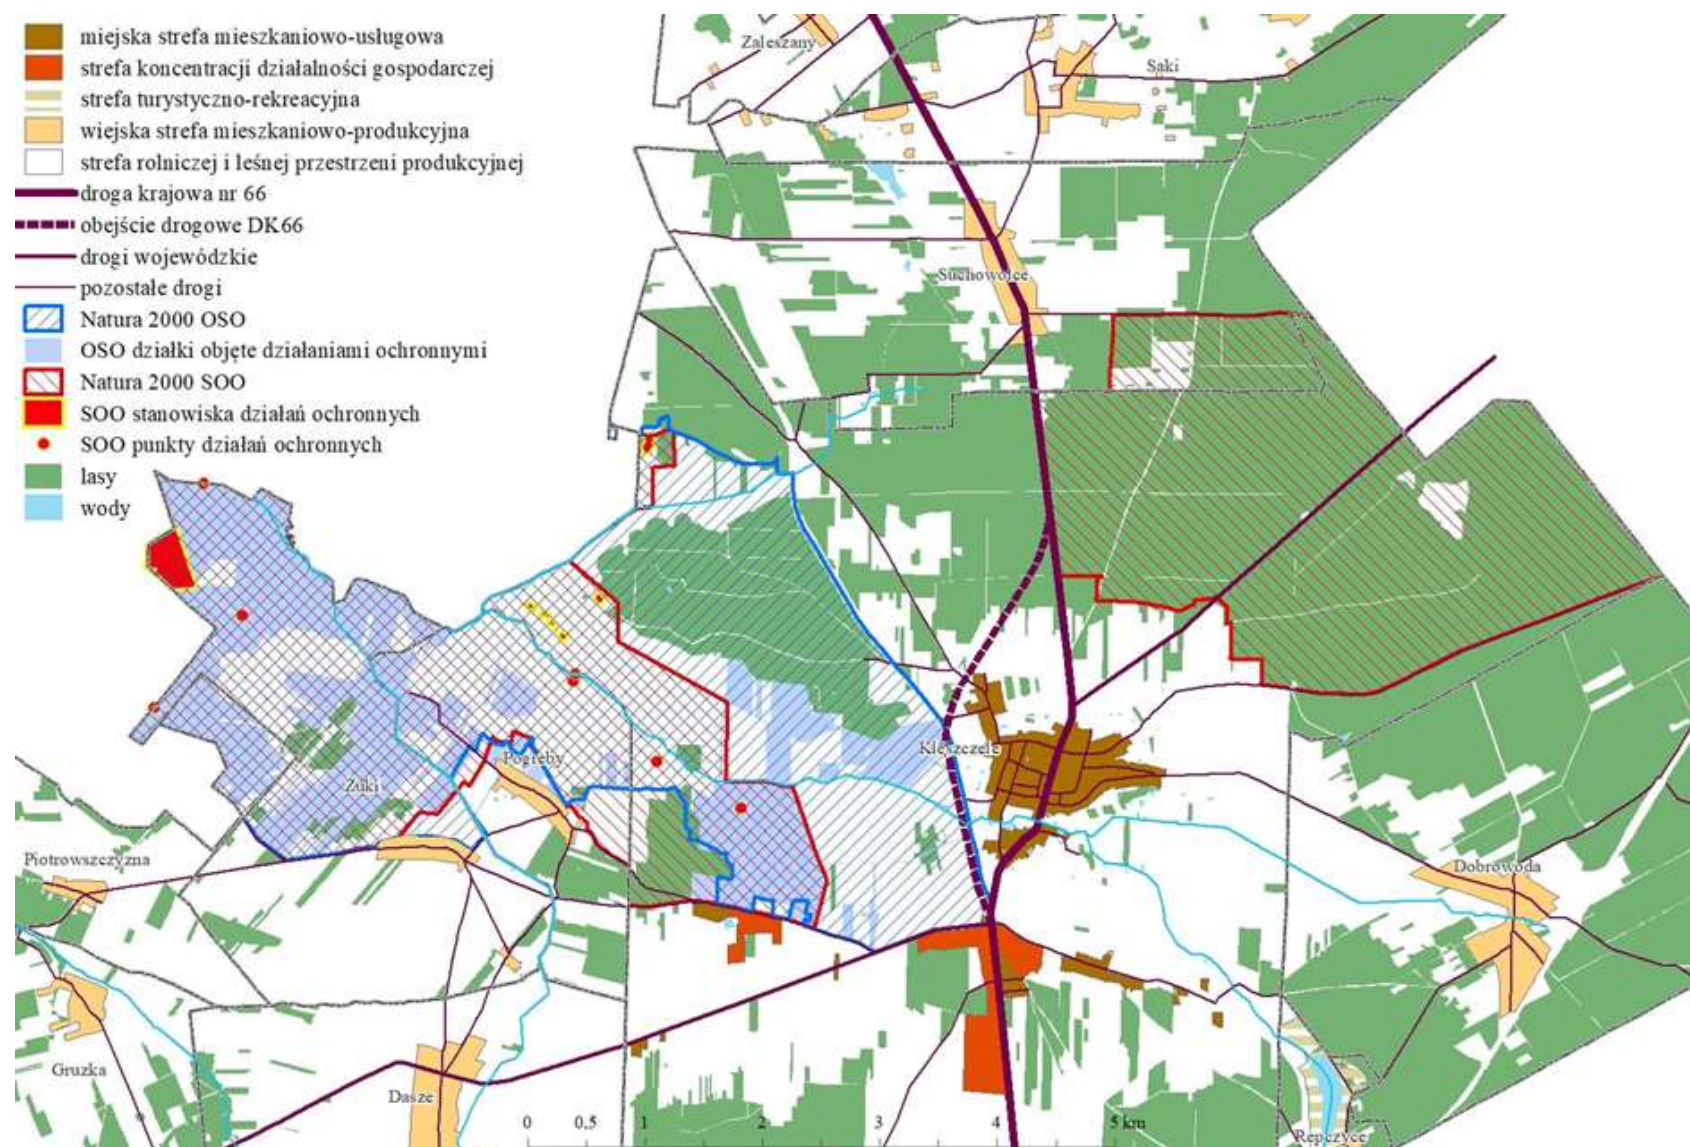 miejska strefa mieszkaniowo-usługowa
strefa koncentracji działalności gospodarczej
strefa turystyczno-rekreacyjna
wiejska strefa mieszkaniowo-produkcyjna
strefa rolniczej i leśnej przestrzeni produkcyjnej
droga krajowa nr 66
obejście drogowe DK66
drogi wojewódzkie
pozostałe drogi
Natura 2000 OSO
OSO działki objęte działaniami ochronnymi
Natura 2000 SOO
SOO stanowiska działań ochronnych
SOO punkty działań ochronnych
lasy
wody
Zaleszany
Saki
Suchowolce
Kleszczele
Pogreby
Żuki
Piotrowszczyzna
Dobrowoda
Gruzka
Dasze
Repczyce
0 0.5 1 2 3 4 5 km